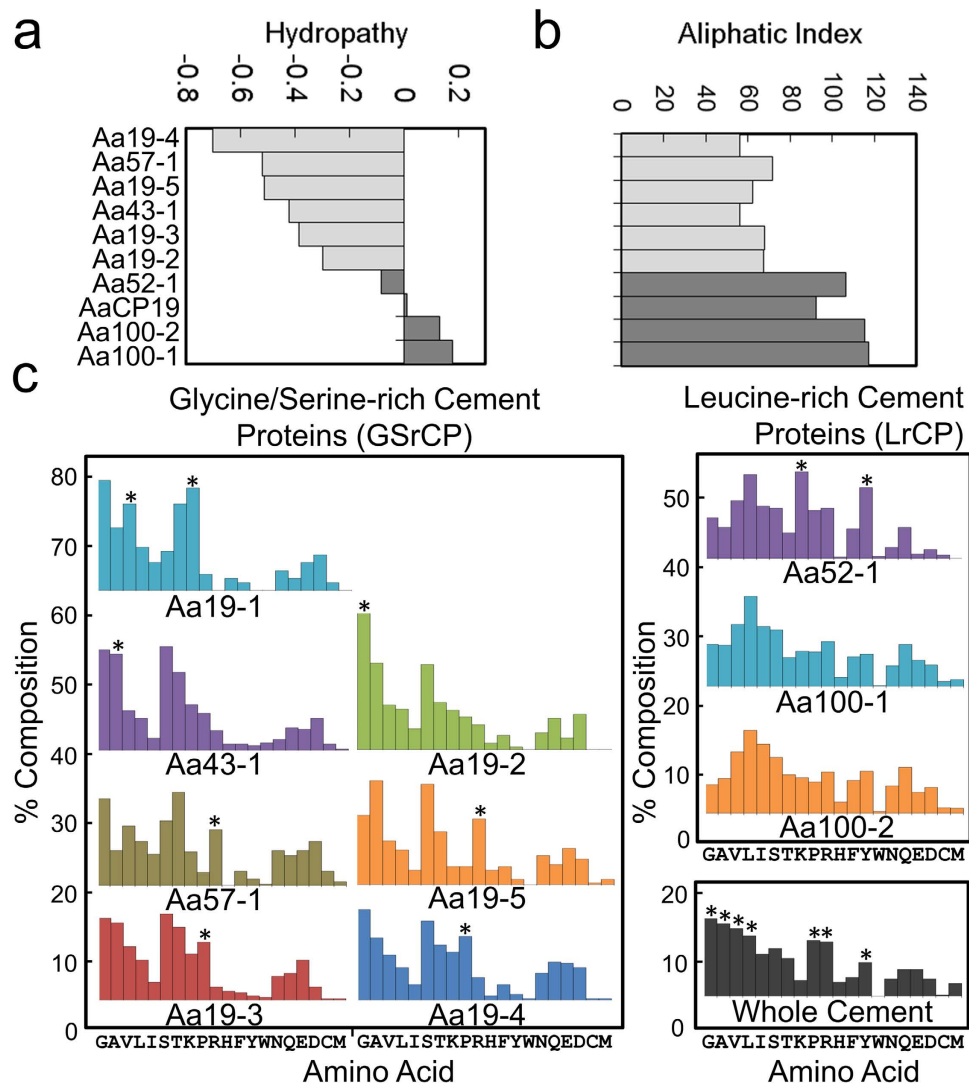 a
Hydropathy
-0.8
-0.6
-0.4
-0.2
0
0.2
Aa19-4
Aa57-1
Aa19-5
Aa43-1
Aa19-3
Aa19-2
Aa52-1
AaCP19
Aa100-2
Aa100-1
b
Aliphatic Index
0
20
40
60
80
100
120
140
c
Glycine/Serine-rich Cement
Proteins (GSrCP)
% Composition
80
70
60
50
40
30
20
10
0
*
*
Aa19-1
*
*
Aa43-1
Aa19-2
*
*
Aa57-1
Aa19-5
*
*
Aa19-3
Aa19-4
GAVLISTKPRHFYWNQEDCM
GAVLISTKPRHFYWNQEDCM
Amino Acid
Leucine-rich Cement
Proteins (LrCP)
% Composition
50
40
30
20
10
0
*
*
Aa52-1
Aa100-1
Aa100-2
GAVLISTKPRHFYWNQEDCM
20
10
0
**** ** *
Whole Cement
GAVLISTKPRHFYWNQEDCM
Amino Acid